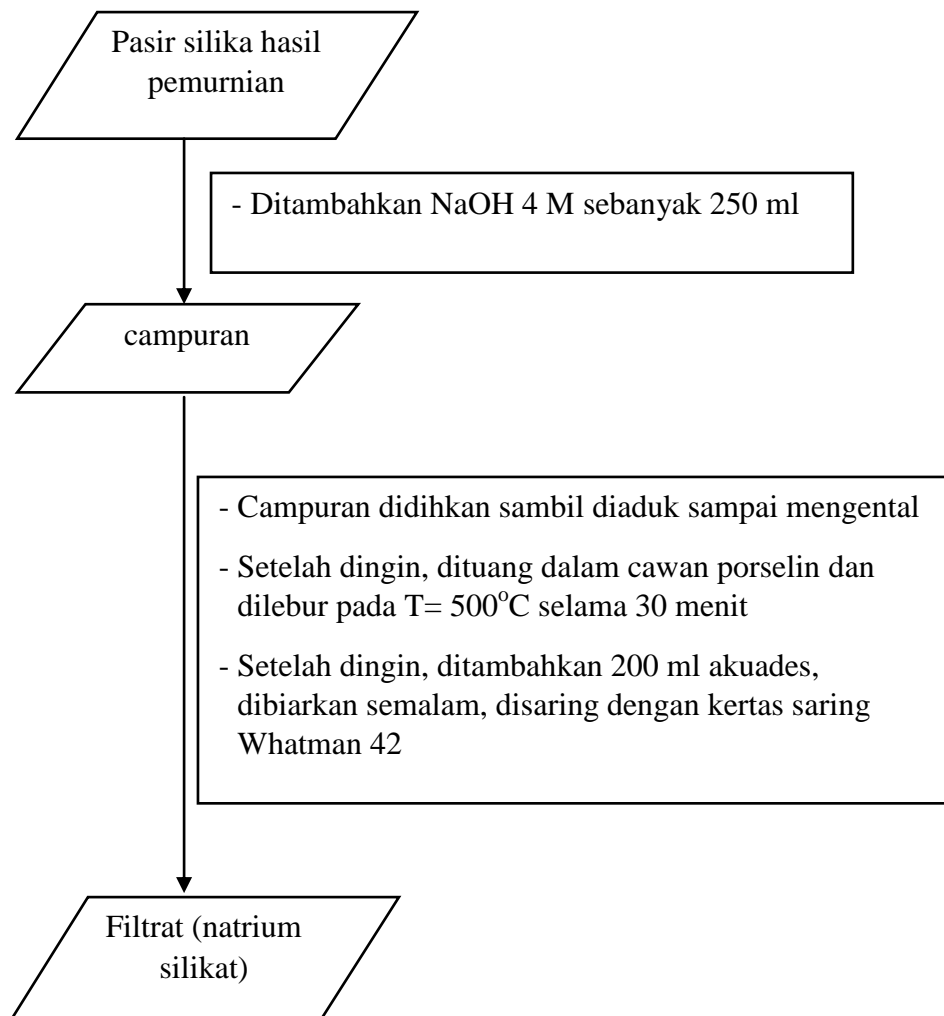 Pasir silika hasil
pemurnian
- Ditambahkan NaOH 4 M sebanyak 250 ml
campuran
- Campuran didihkan sambil diaduk sampai mengental
- Setelah dingin, dituang dalam cawan porselin dan
dilebur pada T= 500°C selama 30 menit
- Setelah dingin, ditambahkan 200 ml akuades,
dibiarkan semalam, disaring dengan kertas saring
Whatman 42
Filtrat (natrium
silikat)